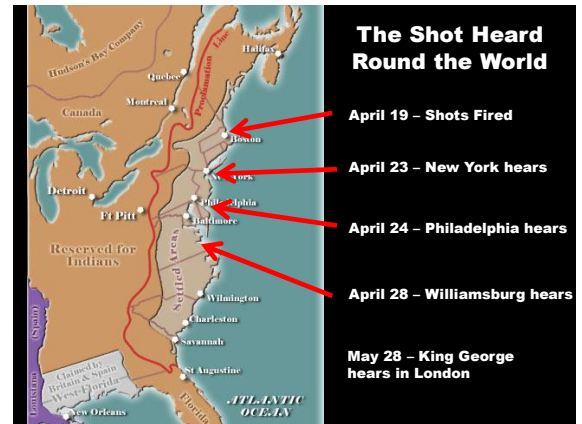 The Shot Heard
Round the World
April 19 – Shots Fired
April 23 – New York hears
April 24 – Philadelphia hears
April 28 – Williamsburg hears
May 28 – King George
hears in London
Hudson's Bay Company
Quebec
Halifax
Proclamation Line
Montreal
Canada
Boston
Detroit
New York
Ft Pitt
Philadelphia
Baltimore
Reserved for
Indians
Settled Areas
Wilmington
Charleston
Savannah
Claimed by
Britain & Spain
West Florida
St Augustine
Louisiana (Spain)
New Orleans
Florida
ATLANTIC
OCEAN